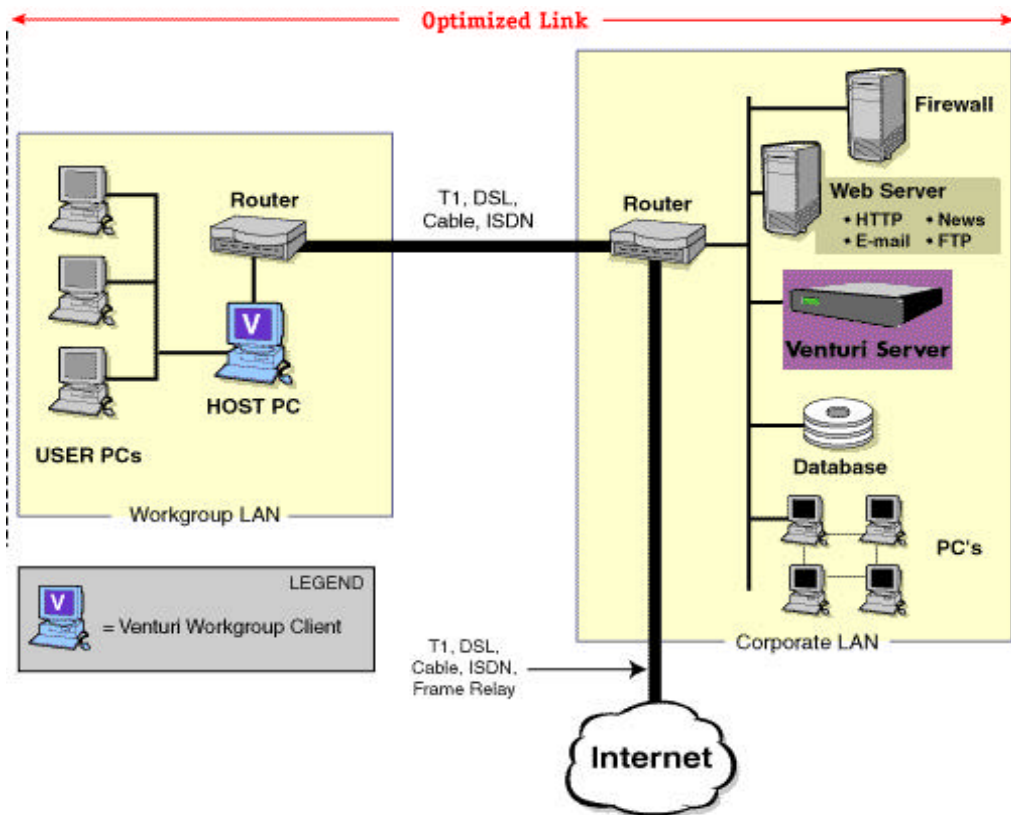 Optimized Link
Router
V
HOST PC
USER PCs
Workgroup LAN
T1, DSL,
Cable, ISDN
Router
Firewall
Web Server
• HTTP • News
• E-mail • FTP
Venturi Server
Database
PC's
Corporate LAN
LEGEND
V
= Venturi Workgroup Client
T1, DSL,
Cable, ISDN,
Frame Relay
Internet